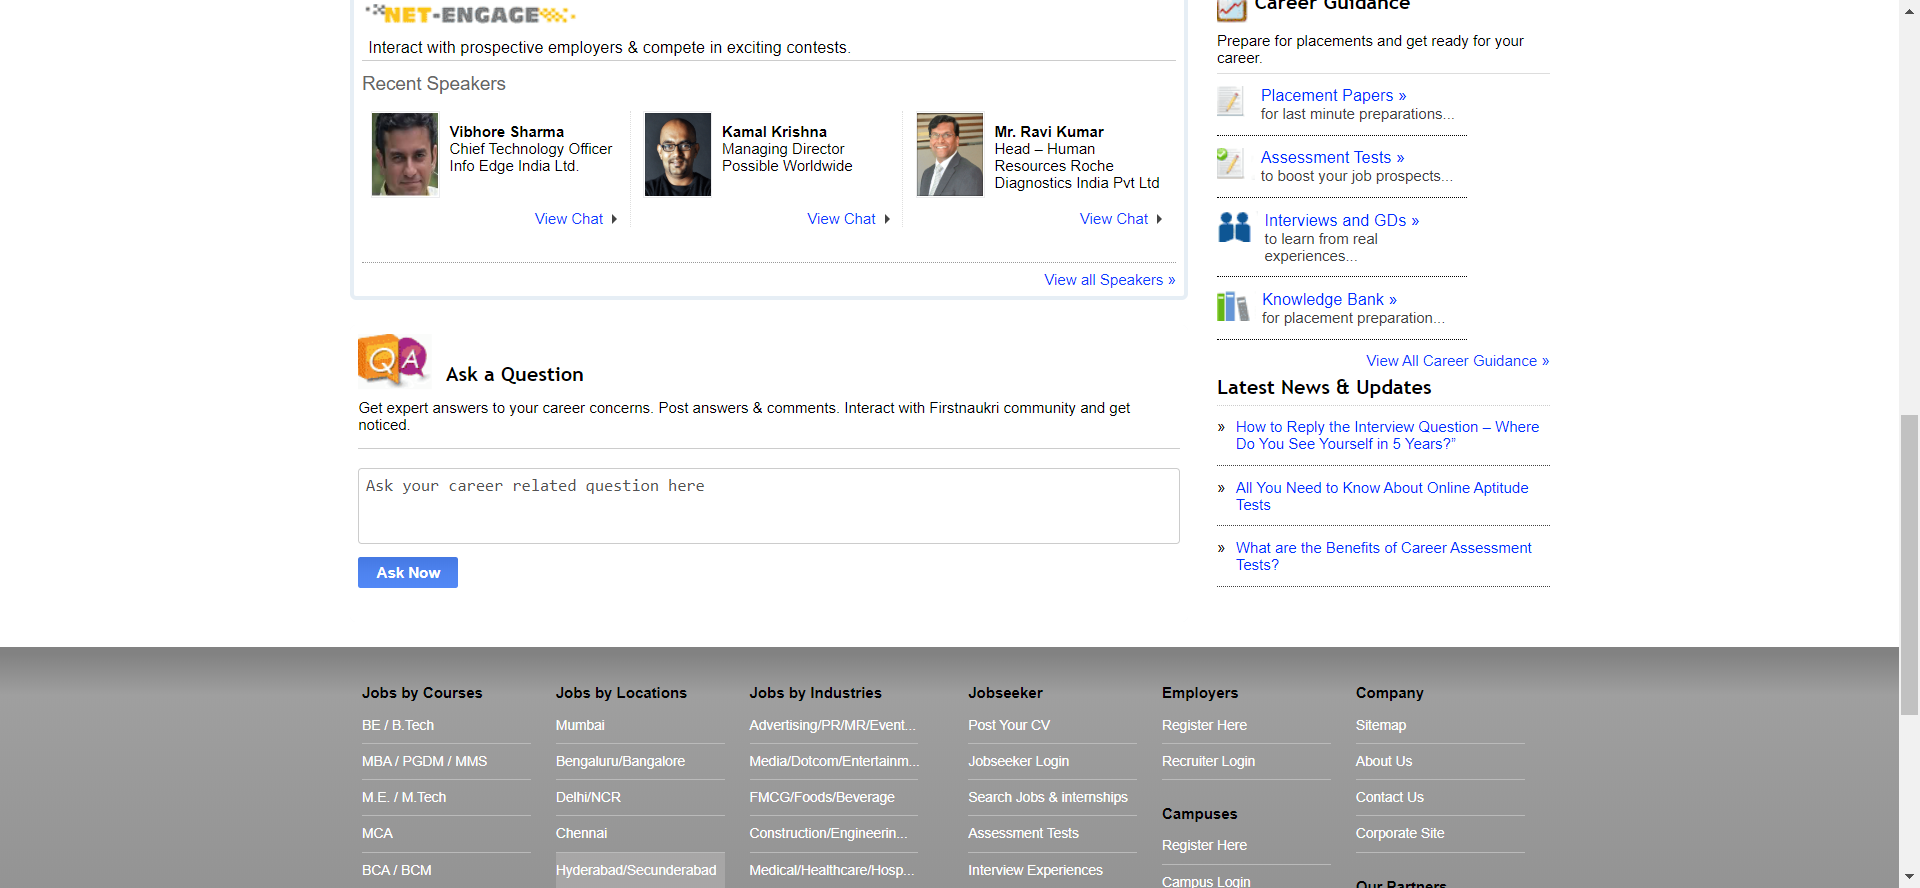 NET-ENGAGE
Interact with prospective employers & compete in exciting contests.
Recent Speakers
Vibhore Sharma
Chief Technology Officer
Info Edge India Ltd.
View Chat
Kamal Krishna
Managing Director
Possible Worldwide
View Chat
Mr. Ravi Kumar
Head – Human
Resources Roche
Diagnostics India Pvt Ltd
View Chat
View all Speakers »
Q A
Ask a Question
Get expert answers to your career concerns. Post answers & comments. Interact with Firstnaukri community and get
noticed.
Ask your career related question here
Ask Now
Career Guidance
Prepare for placements and get ready for your
career.
Placement Papers »
for last minute preparations...
Assessment Tests »
to boost your job prospects...
Interviews and GDs »
to learn from real
experiences...
Knowledge Bank »
for placement preparation...
View All Career Guidance »
Latest News & Updates
» How to Reply the Interview Question – Where
Do You See Yourself in 5 Years?”
» All You Need to Know About Online Aptitude
Tests
» What are the Benefits of Career Assessment
Tests?
Jobs by Courses
BE / B.Tech
MBA / PGDM / MMS
M.E. / M.Tech
MCA
BCA / BCM
Jobs by Locations
Mumbai
Bengaluru/Bangalore
Delhi/NCR
Chennai
Hyderabad/Secunderabad
Jobs by Industries
Advertising/PR/MR/Event...
Media/Dotcom/Entertainm...
FMCG/Foods/Beverage
Construction/Engineerin...
Medical/Healthcare/Hosp...
Jobseeker
Post Your CV
Jobseeker Login
Search Jobs & internships
Assessment Tests
Interview Experiences
Employers
Register Here
Recruiter Login
Campuses
Register Here
Campus Login
Company
Sitemap
About Us
Contact Us
Corporate Site
Our Partners